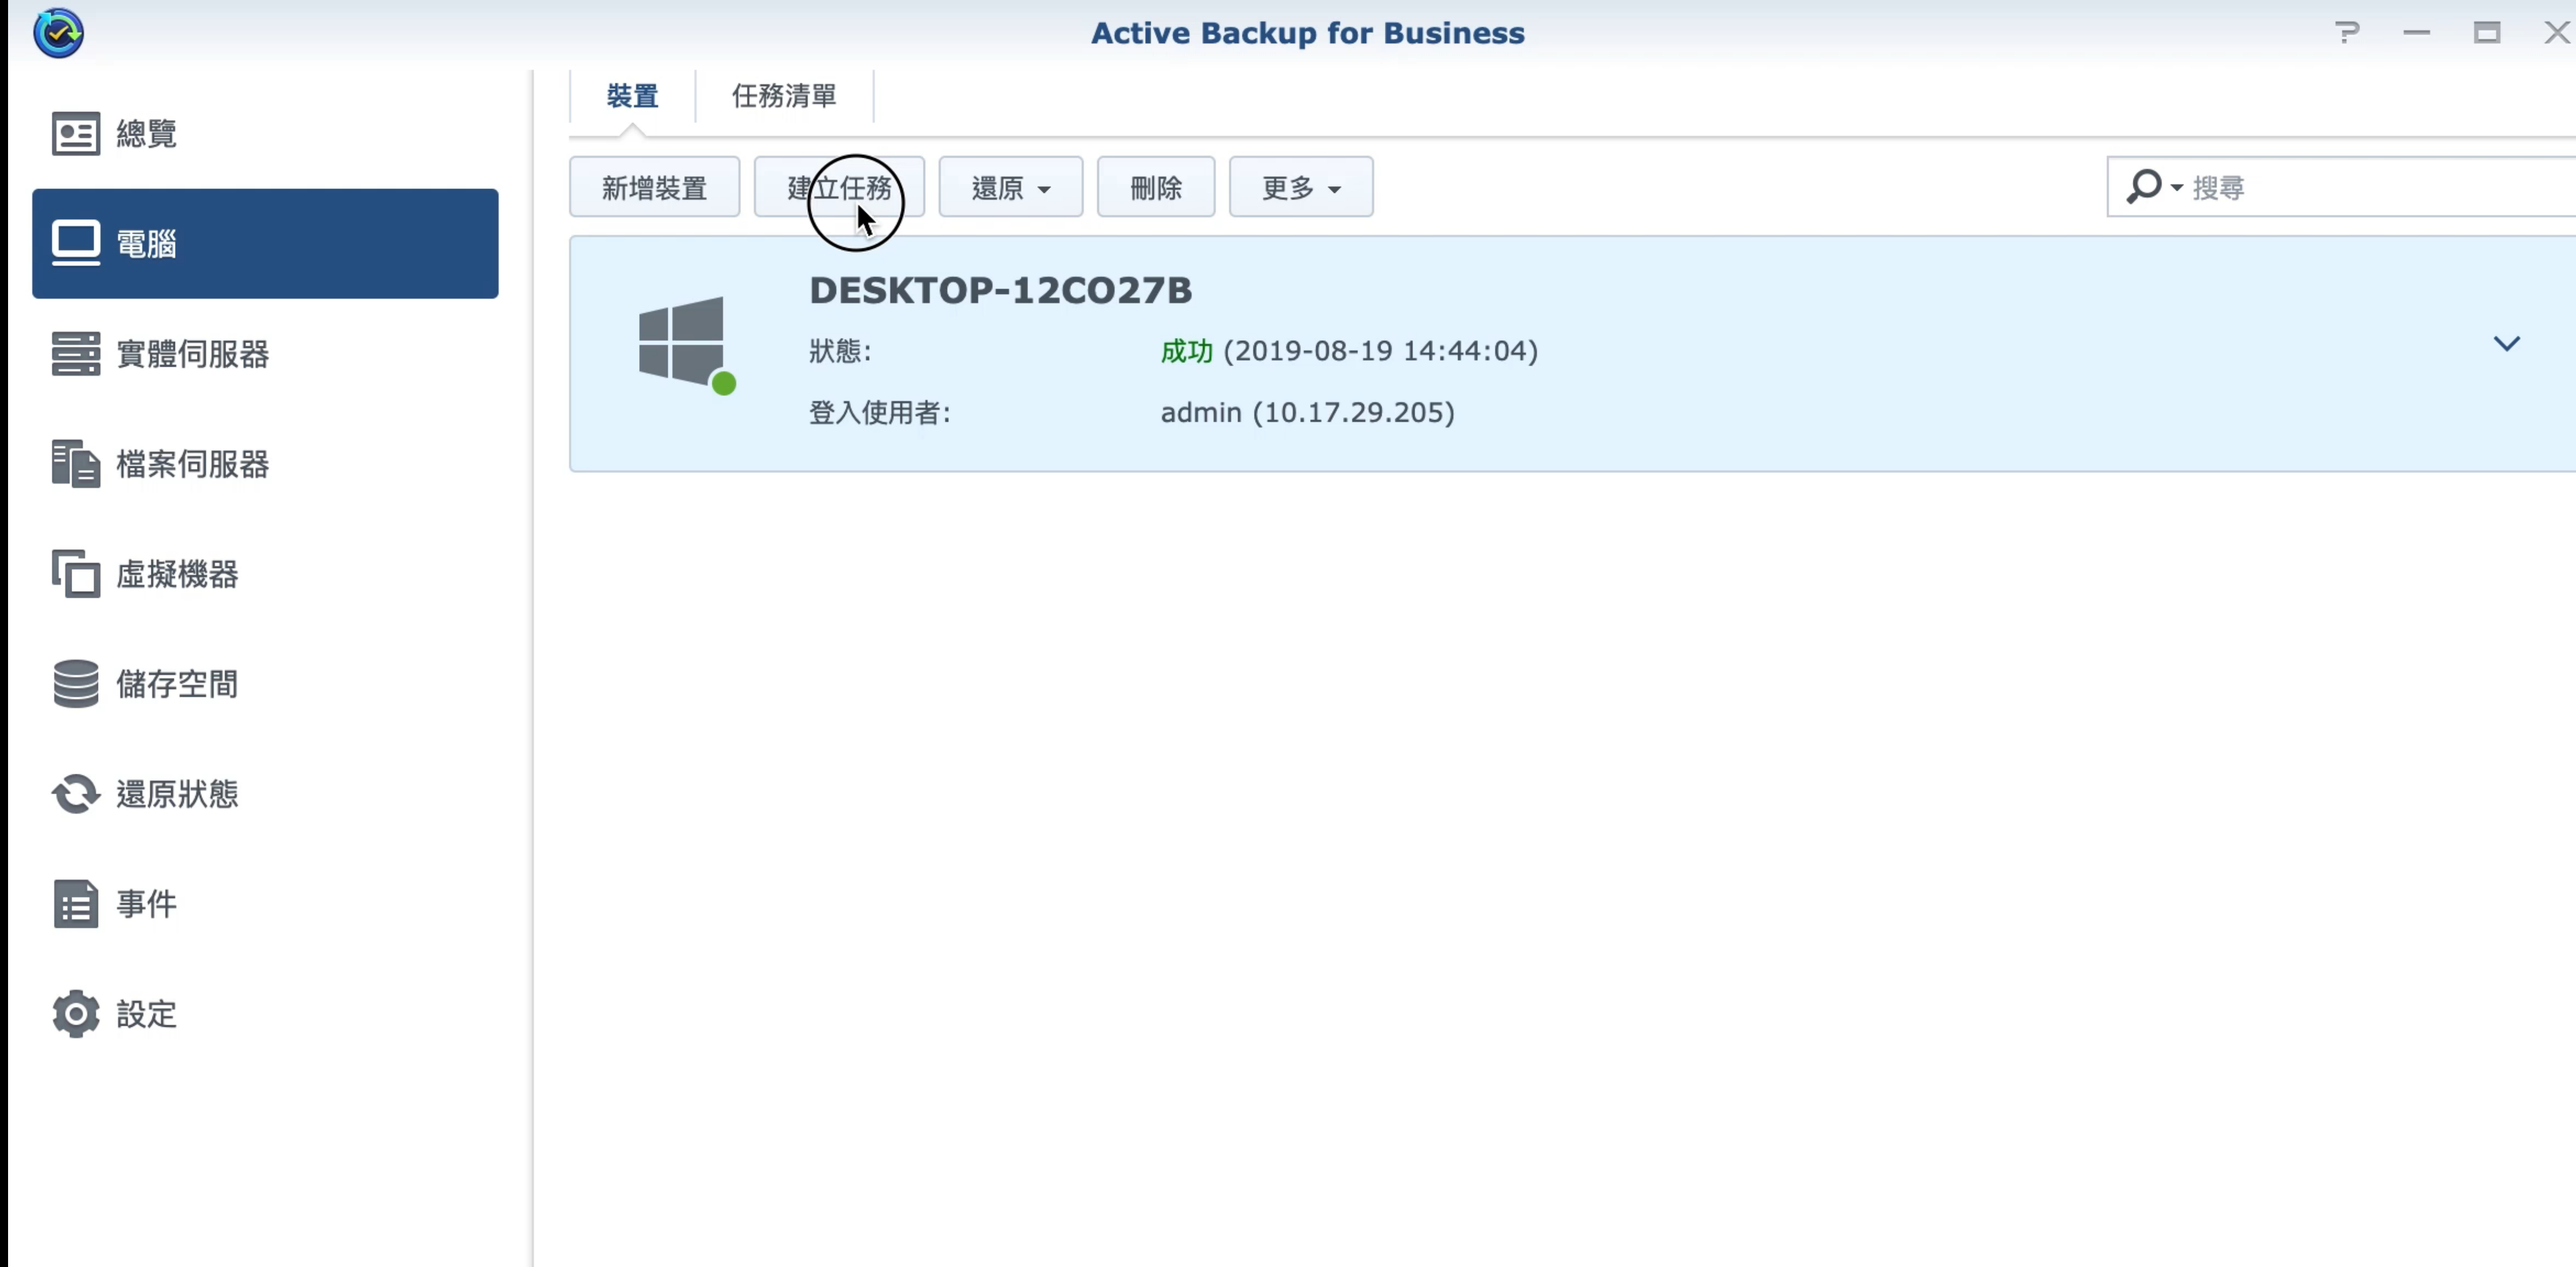 Active Backup for Business
總覽
電腦
實體伺服器
檔案伺服器
虛擬機器
儲存空間
還原狀態
事件
設定
裝置 任務清單
新增裝置 建立任務 還原 刪除 更多 搜尋
DESKTOP-12CO27B
狀態: 成功 (2019-08-19 14:44:04)
登入使用者: admin (10.17.29.205)